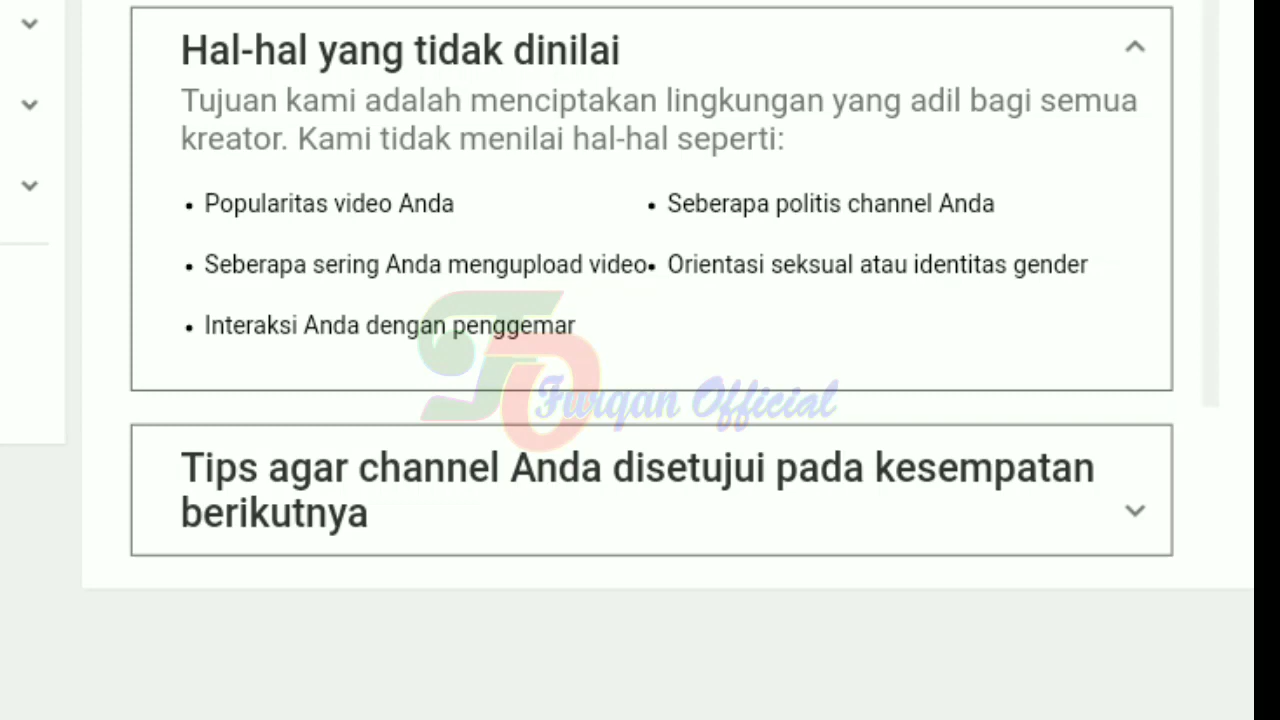 Hal-hal yang tidak dinilai
Tujuan kami adalah menciptakan lingkungan yang adil bagi semua
kreator. Kami tidak menilai hal-hal seperti:
• Popularitas video Anda
• Seberapa politis channel Anda
• Seberapa sering Anda mengupload video
• Orientasi seksual atau identitas gender
• Interaksi Anda dengan penggemar
Furqan Official
Tips agar channel Anda disetujui pada kesempatan
berikutnya